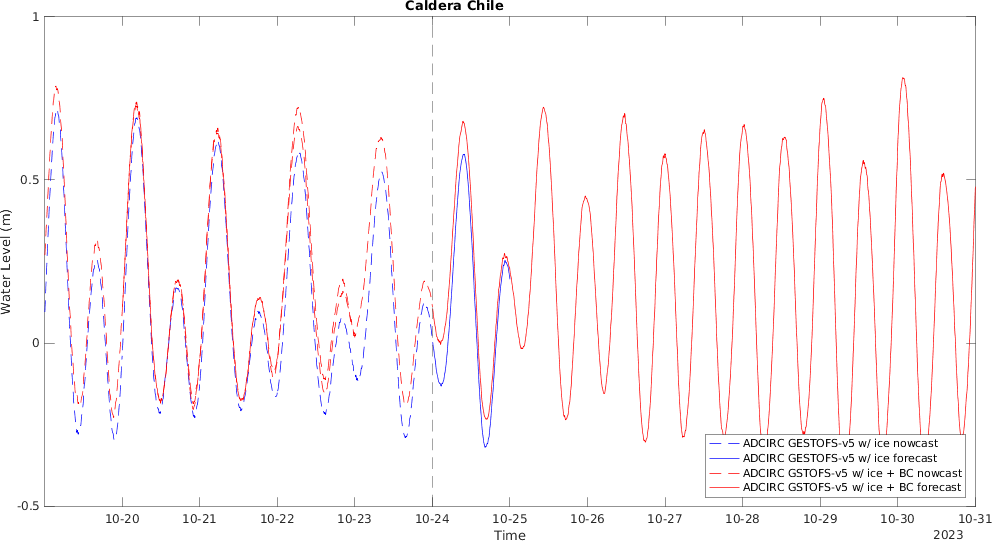 Caldera Chile
1
0.5
0
-0.5
Water Level (m)
ADCIRC GESTOFS-v5 w/ ice nowcast
ADCIRC GESTOFS-v5 w/ ice forecast
ADCIRC GSTOFS-v5 w/ ice + BC nowcast
ADCIRC GSTOFS-v5 w/ ice + BC forecast
10-20 10-21 10-22 10-23 10-24 10-25 10-26 10-27 10-28 10-29 10-30 10-31
Time
2023